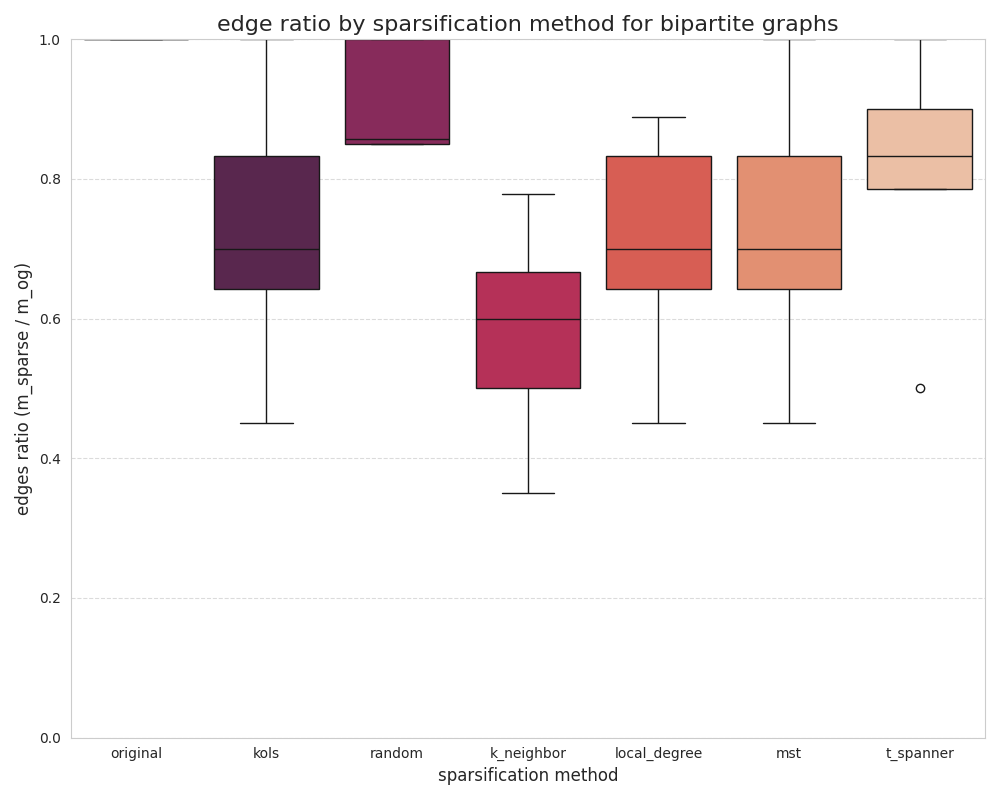 edge ratio by sparsification method for bipartite graphs
edges ratio (m_sparse / m_og)
1.0
0.8
0.6
0.4
0.2
0.0
original kols random k_neighbor local_degree mst t_spanner
sparsification method